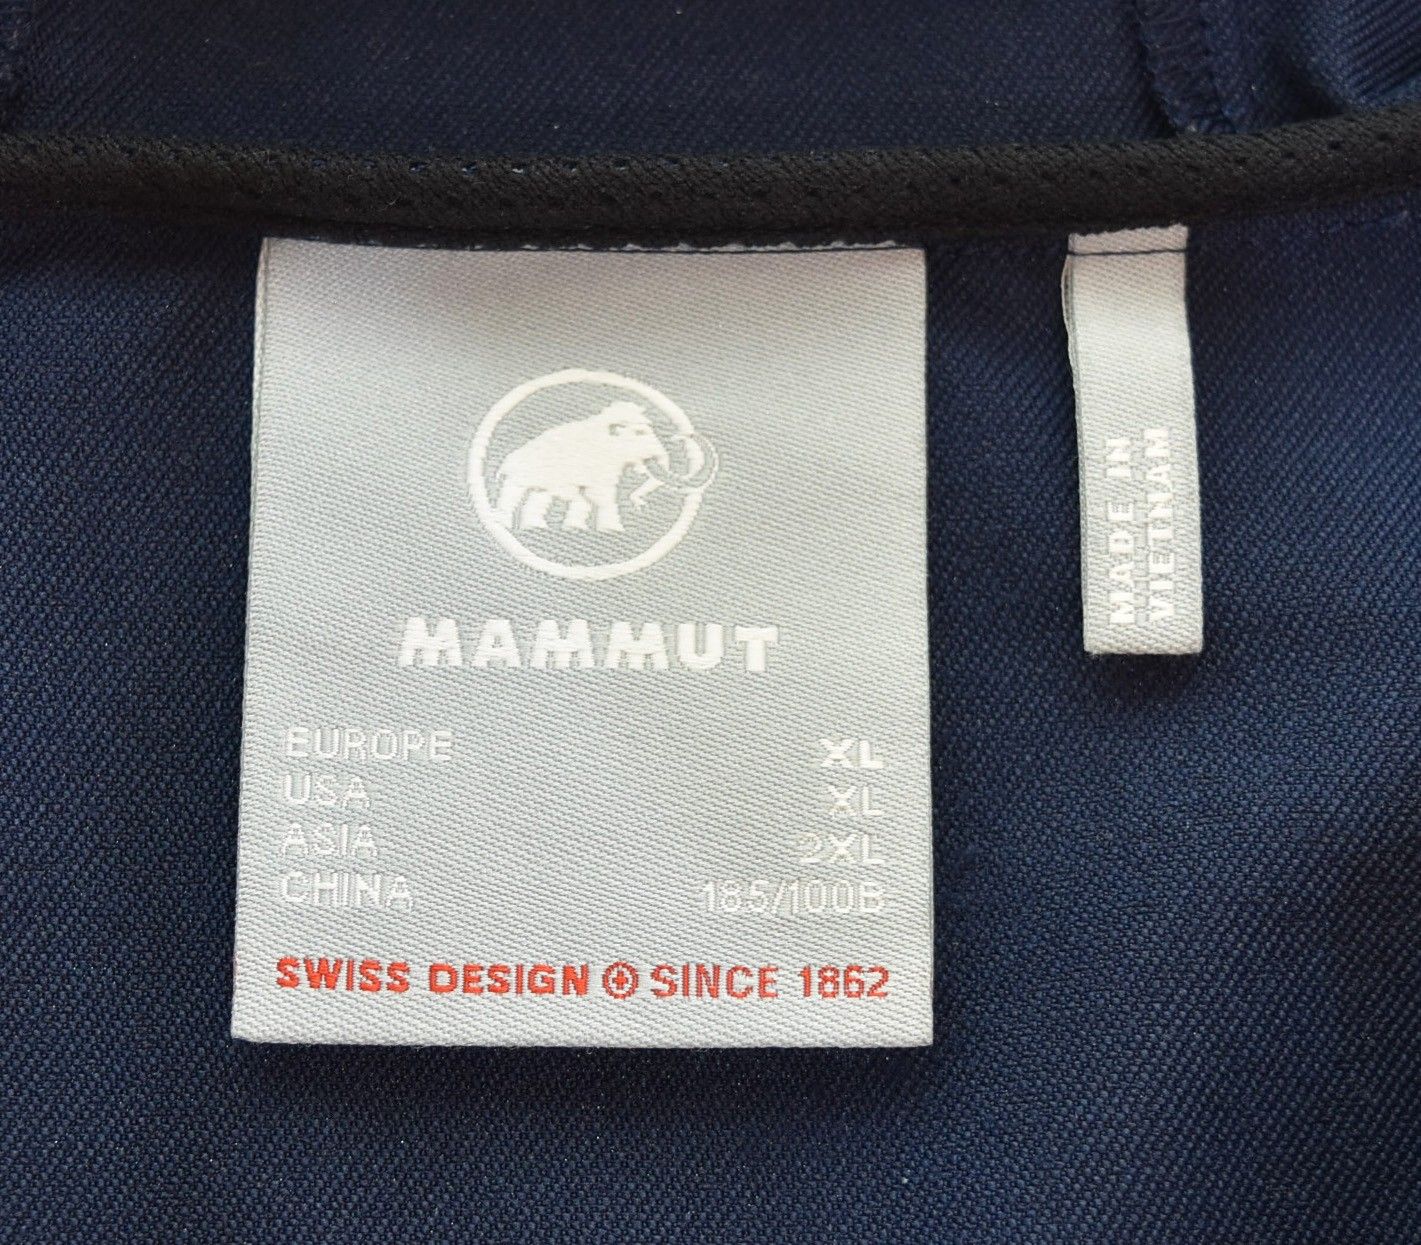 MAMMUT
EUROPE XL
USA XL
ASIA 2XL
CHINA 185/100B
SWISS DESIGN SINCE 1862
MADE IN
VIETNAM